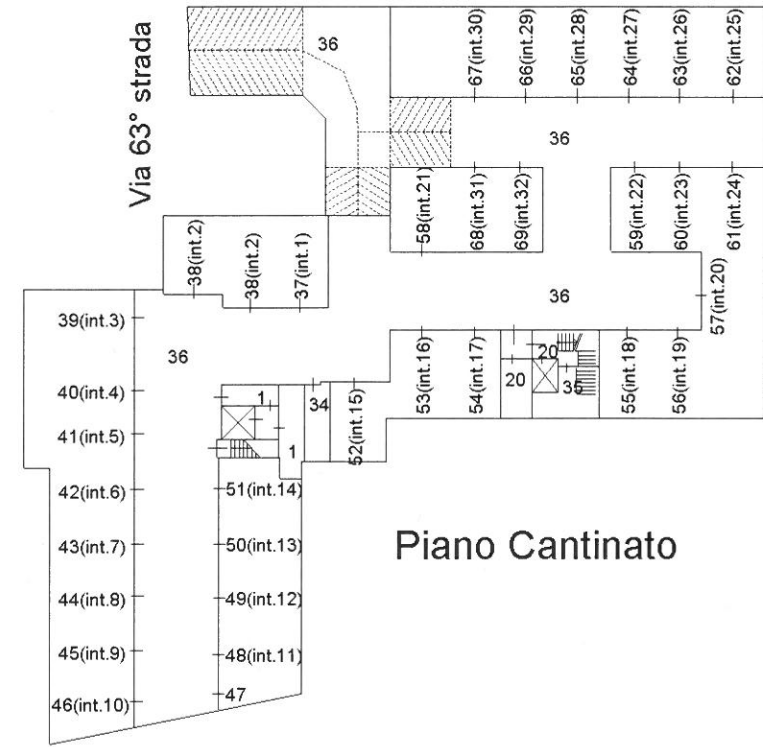 Via 63° strada
36
67(int.30)
66(int.29)
65(int.28)
64(int.27)
63(int.26)
62(int.25)
36
58(int.21)
68(int.31)
69(int.32)
59(int.22)
60(int.23)
61(int.24)
38(int.2)
38(int.2)
37(int.1)
57(int.20)
36
39(int.3)
36
20
20
35
53(int.16)
54(int.17)
55(int.18)
56(int.19)
40(int.4)
1
34
52(int.15)
41(int.5)
1
42(int.6)
51(int.14)
43(int.7)
50(int.13)
Piano Cantinato
44(int.8)
49(int.12)
45(int.9)
48(int.11)
46(int.10)
47